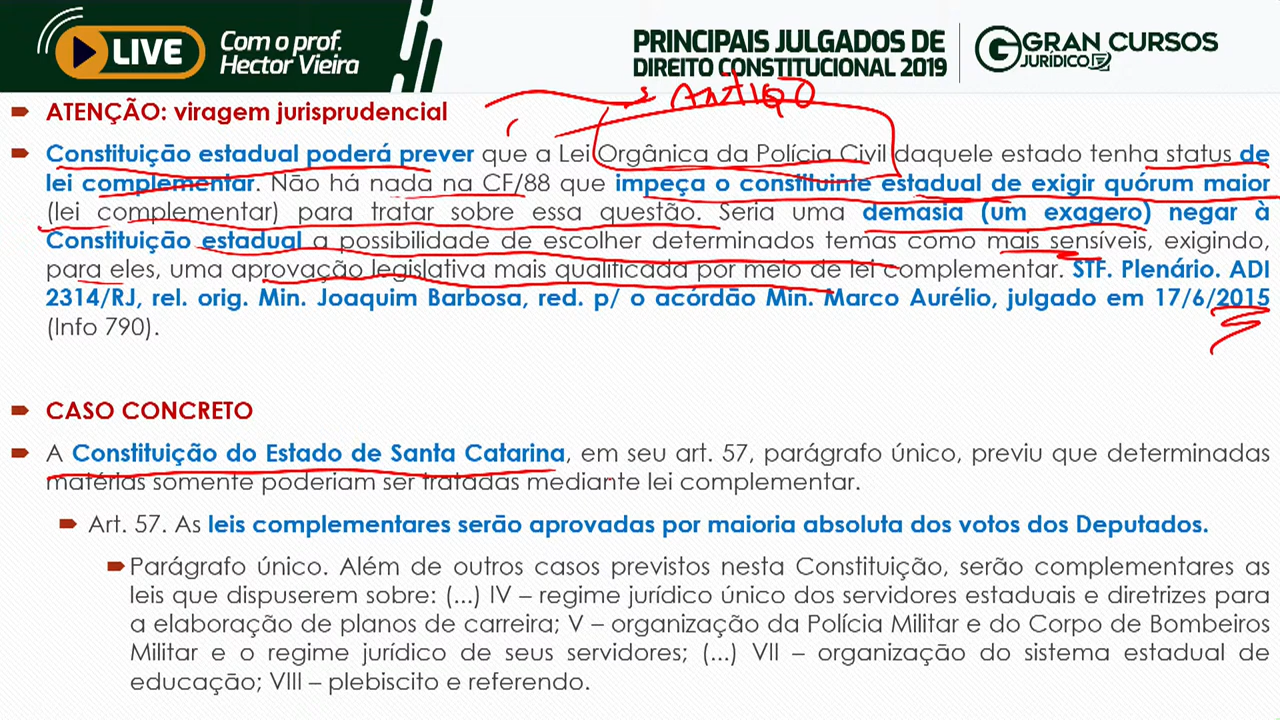 LIVE
Com o prof.
Hector Vieira
PRINCIPAIS JULGADOS DE
DIREITO CONSTITUCIONAL 2019
GRAN CURSOS
JURÍDICO
ANTIGO
ATENÇÃO: viragem jurisprudencial
Constituição estadual poderá prever que a Lei Orgânica da Polícia Civil daquele estado tenha status de
lei complementar. Não há nada na CF/88 que impeça o constituinte estadual de exigir quórum maior
(lei complementar) para tratar sobre essa questão. Seria uma demasia (um exagero) negar à
Constituição estadual a possibilidade de escolher determinados temas como mais sensíveis, exigindo,
para eles, uma aprovação legislativa mais qualificada por meio de lei complementar. STF. Plenário. ADI
2314/RJ, rel. orig. Min. Joaquim Barbosa, red. p/ o acórdão Min. Marco Aurélio, julgado em 17/6/2015
(Info 790).
CASO CONCRETO
A Constituição do Estado de Santa Catarina, em seu art. 57, parágrafo único, previu que determinadas
matérias somente poderiam ser tratadas mediante lei complementar.
Art. 57. As leis complementares serão aprovadas por maioria absoluta dos votos dos Deputados.
Parágrafo único. Além de outros casos previstos nesta Constituição, serão complementares as
leis que dispuserem sobre: (...) IV – regime jurídico único dos servidores estaduais e diretrizes para
a elaboração de planos de carreira; V – organização da Polícia Militar e do Corpo de Bombeiros
Militar e o regime jurídico de seus servidores; (...) VII – organização do sistema estadual de
educação; VIII – plebiscito e referendo.